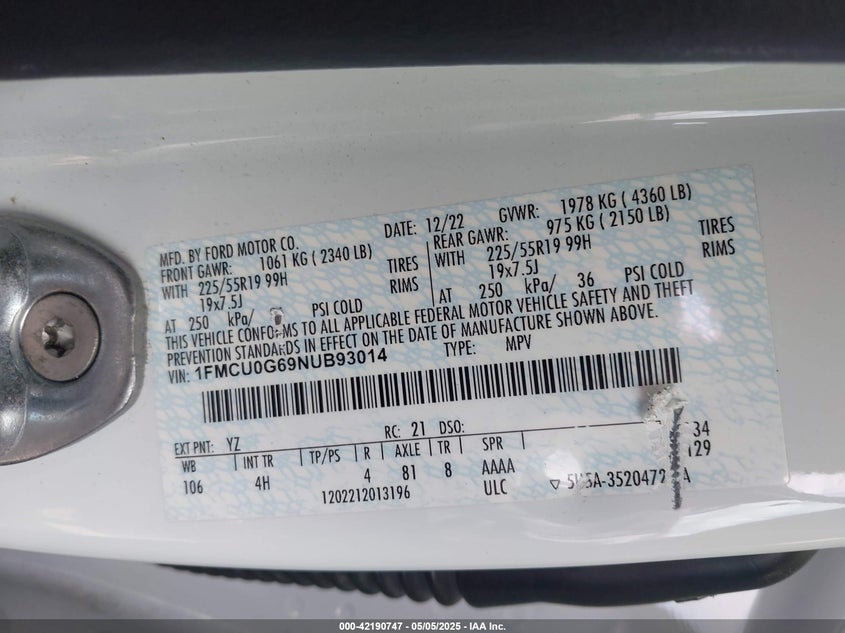 MFD. BY FORD MOTOR CO.
DATE: 12/22
GVWR: 1978 KG ( 4360 LB)
FRONT GAWR: 1061 KG ( 2340 LB)
WITH 225/55R19 99H TIRES
19x7.5J RIMS
AT 250 kPa/ PSI COLD
REAR GAWR: 975 KG ( 2150 LB)
WITH 225/55R19 99H TIRES
19x7.5J RIMS
AT 250 kPa/ 36 PSI COLD
THIS VEHICLE CONFORMS TO ALL APPLICABLE FEDERAL MOTOR VEHICLE SAFETY AND THEFT
PREVENTION STANDARDS IN EFFECT ON THE DATE OF MANUFACTURE SHOWN ABOVE.
VIN: 1FMCU0G69NUB93014 TYPE: MPV
EXT PNT: YZ RC: 21 DSO:
WB INT TR TP/PS R AXLE TR SPR
106 4H 4 81 8 AAAA
1202212013196 ULC
000-42190747 - 05/05/2025 - IAA Inc.